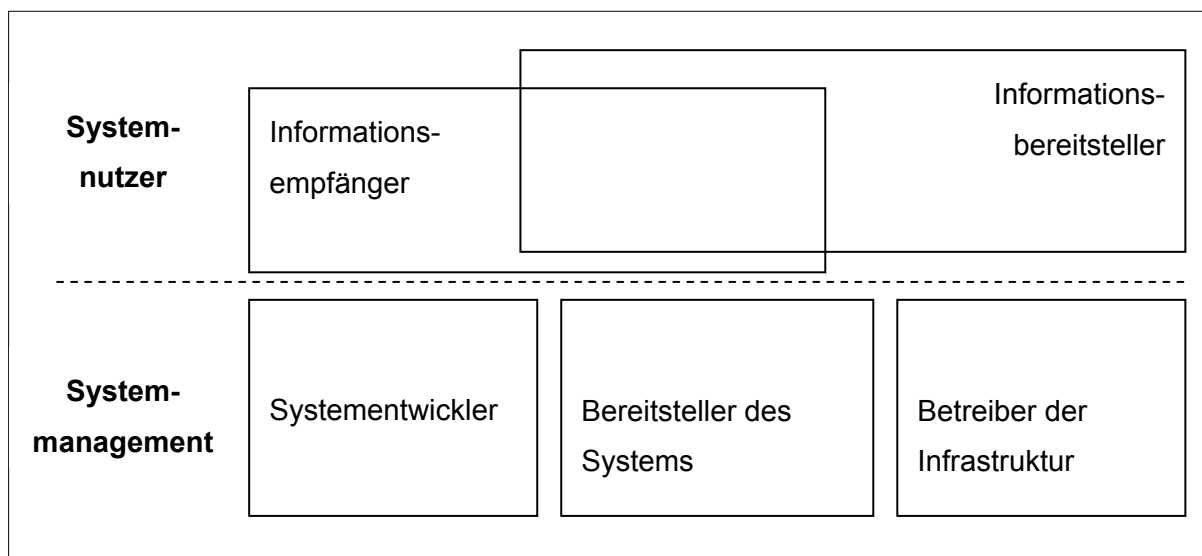 System-
nutzer
Informations-
empfänger
Informations-
bereitsteller
System-
management
Systementwickler
Bereitsteller des
Systems
Betreiber der
Infrastruktur